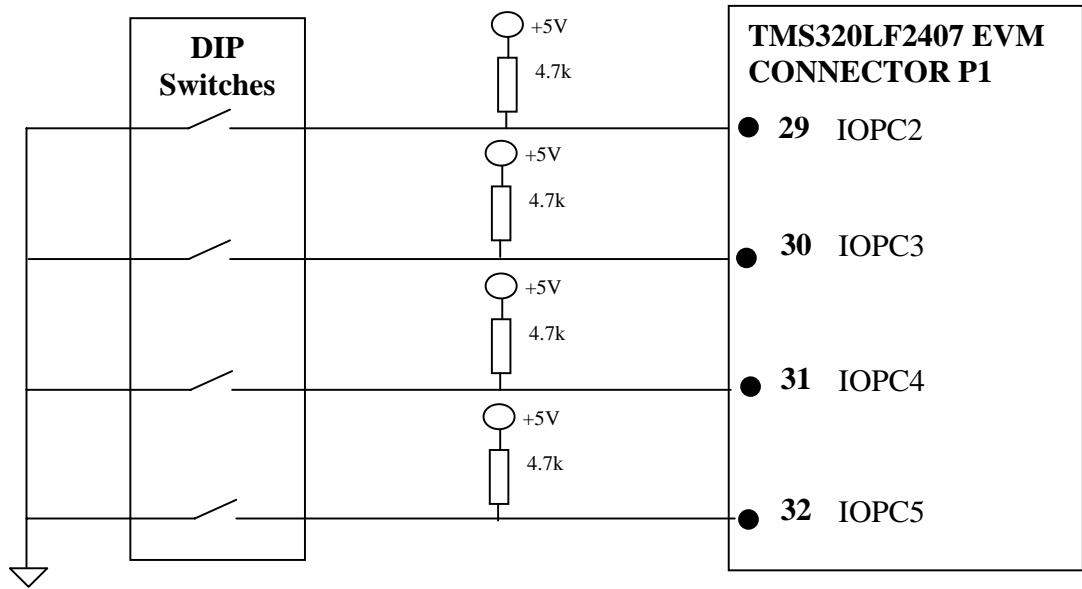 DIP
Switches
+5V
4.7k
TMS320LF2407 EVM
CONNECTOR P1
29 IOPC2
+5V
4.7k
30 IOPC3
+5V
4.7k
31 IOPC4
+5V
4.7k
32 IOPC5